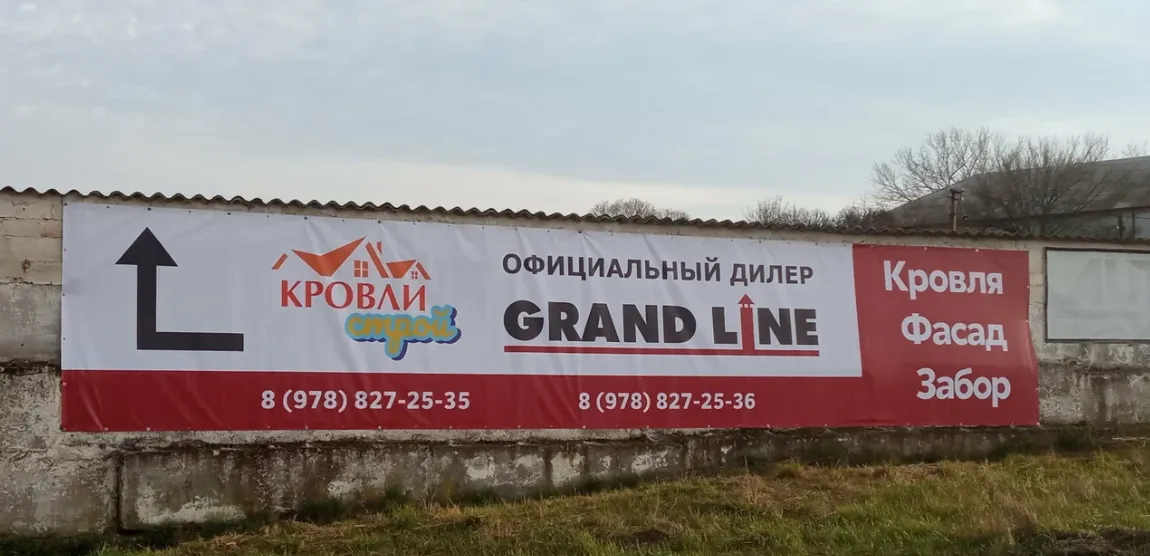 КРОВЛИ
строй
ОФИЦИАЛЬНЫЙ ДИЛЕР
GRAND LINE
Кровля
Фасад
Забор
8 (978) 827-25-35
8 (978) 827-25-36